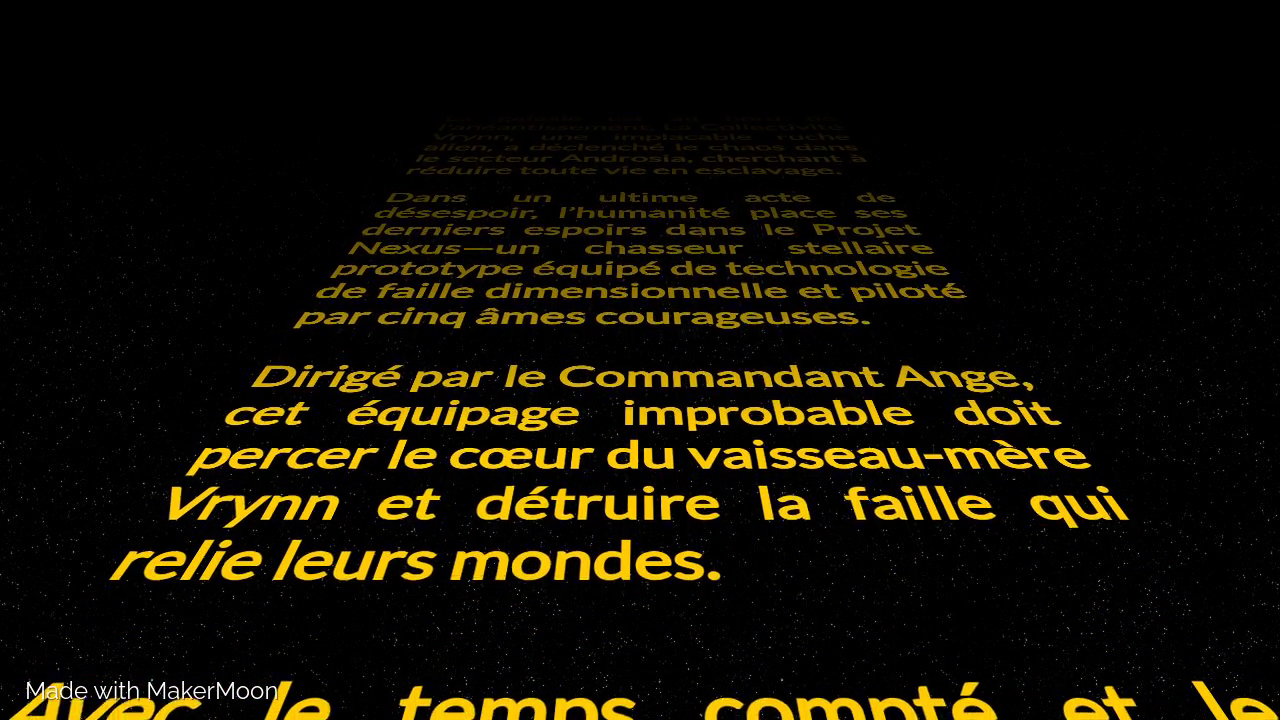 l'anéantissement. La Collectivité
Vrynn, une implacable ruche
alien, a déclenché le chaos dans
le secteur Androsia, cherchant à
réduire toute vie en esclavage.
Dans un ultime acte de
désespoir, l'humanité place ses
derniers espoirs dans le Projet
Nexus—un chasseur stellaire
prototype équipé de technologie
de faille dimensionnelle et piloté
par cinq âmes courageuses.
Dirigé par le Commandant Ange,
cet équipage improbable doit
percer le cœur du vaisseau-mère
Vrynn et détruire la faille qui
relie leurs mondes.
Avec le temps compté et le
Made with MakerMoon